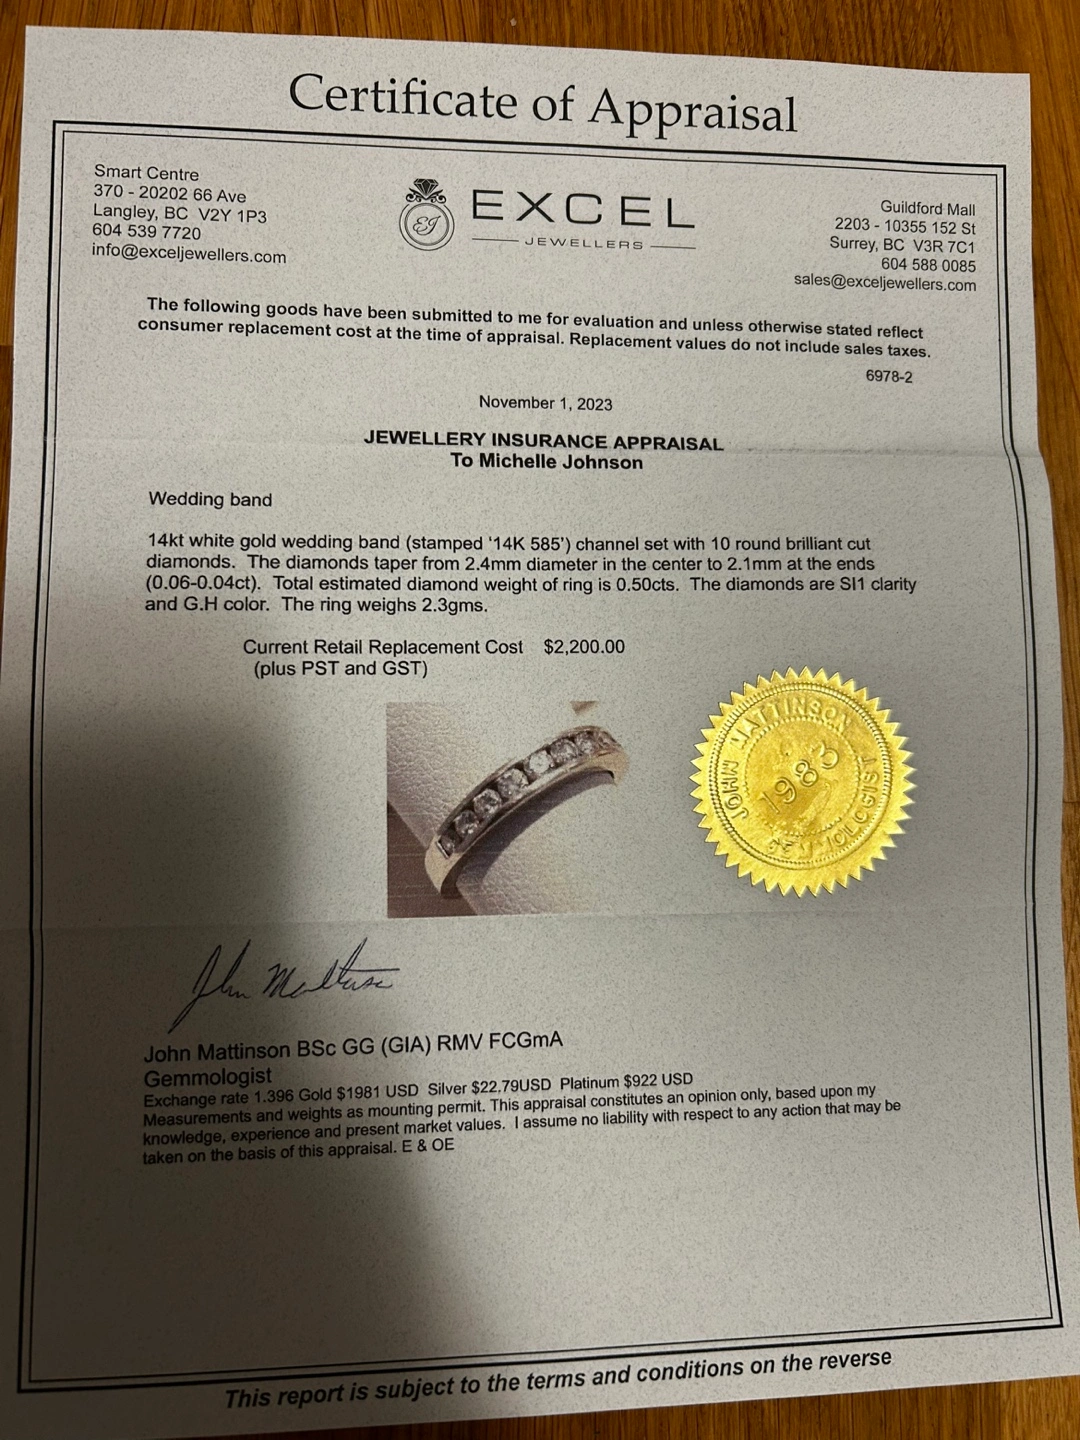 Certificate of Appraisal
Smart Centre
370 - 20202 66 Ave
Langley, BC V2Y 1P3
604 539 7720
info@exceljewellers.com
EJ
EXCEL
JEWELLERS
Guildford Mall
2203 - 10355 152 St
Surrey, BC V3R 7C1
604 588 0085
sales@exceljewellers.com
The following goods have been submitted to me for evaluation and unless otherwise stated reflect
consumer replacement cost at the time of appraisal. Replacement values do not include sales taxes.
6978-2
November 1, 2023
JEWELLERY INSURANCE APPRAISAL
To Michelle Johnson
Wedding band
14kt white gold wedding band (stamped '14K 585') channel set with 10 round brilliant cut
diamonds. The diamonds taper from 2.4mm diameter in the center to 2.1mm at the ends
(0.06-0.04ct). Total estimated diamond weight of ring is 0.50cts. The diamonds are SI1 clarity
and G.H color. The ring weighs 2.3gms.
Current Retail Replacement Cost $2,200.00
(plus PST and GST)
JOHN MATTINSON
1983
GEMMOLOGIST
John Mattinson
John Mattinson BSc GG (GIA) RMV FCGmA
Gemmologist
Exchange rate 1.396 Gold $1981 USD Silver $22.79USD Platinum $922 USD
Measurements and weights as mounting permit. This appraisal constitutes an opinion only, based upon my
knowledge, experience and present market values. I assume no liability with respect to any action that may be
taken on the basis of this appraisal. E & OE
This report is subject to the terms and conditions on the reverse